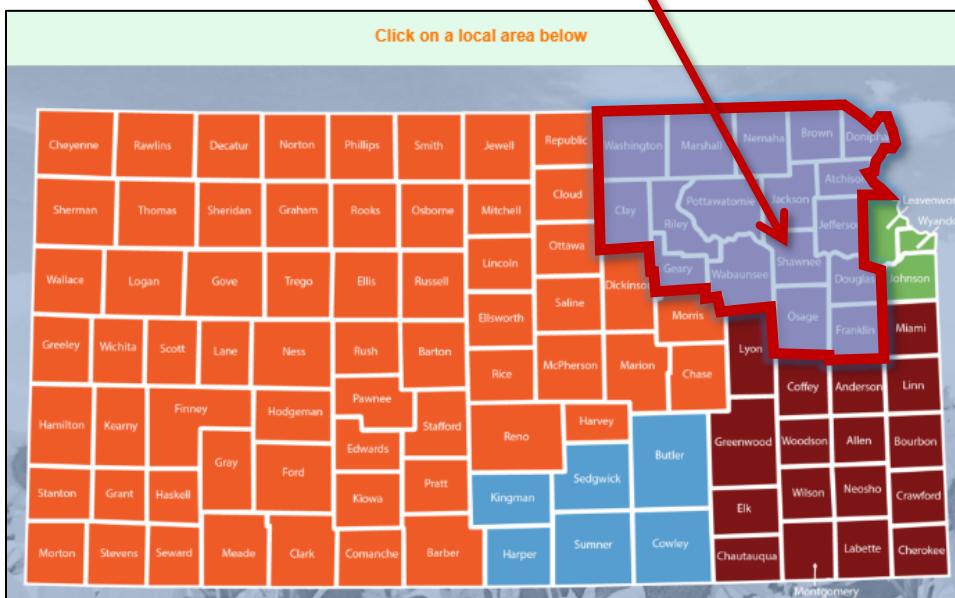 Click on a local area below
Cheyenne Rawlins Decatur Norton Phillips Smith Jewell Republic Washington Marshall Nemaha Brown Doniphan
Sherman Thomas Sheridan Graham Rooks Osborne Mitchell Cloud Clay Riley Pottawatomie Jackson Atchison Jefferson Leavenwor
Wyando
Wallace Logan Gove Trego Ellis Russell Lincoln Ottawa Dickinson Geary Wabaunsee Shawnee Douglas Johnson
Ellsworth Saline Morris Osage Franklin Miami
Greeley Wichita Scott Lane Ness Rush Barton Rice McPherson Marion Chase Lyon Coffey Anderson Linn
Hamilton Kearny Finney Hodgeman Pawnee Stafford Reno Harvey Butler Greenwood Woodson Allen Bourbon
Gray Ford Edwards
Stanton Grant Haskell Kiowa Pratt Kingman Sedgwick Elk Wilson Neosho Crawford
Morton Stevens Seward Meade Clark Comanche Barber Harper Sumner Cowley Chautauqua Labette Cherokee
Montgomery